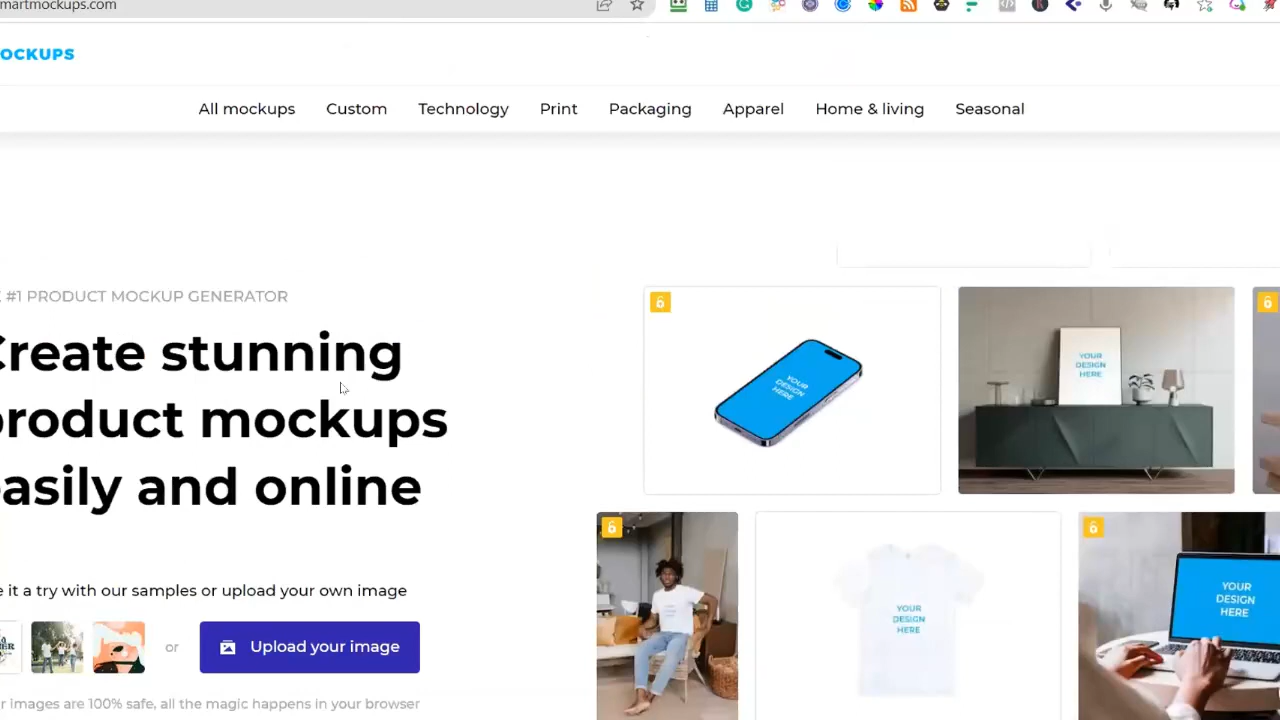 martmockups.com
OCKUPS
All mockups Custom Technology Print Packaging Apparel Home & living Seasonal
#1 PRODUCT MOCKUP GENERATOR
Create stunning
product mockups
easily and online
it a try with our samples or upload your own image
or
Upload your image
r images are 100% safe, all the magic happens in your browser
YOUR
DESIGN
HERE
YOUR
DESIGN
HERE
YOUR
DESIGN
HERE
YOUR
DESIGN
HERE